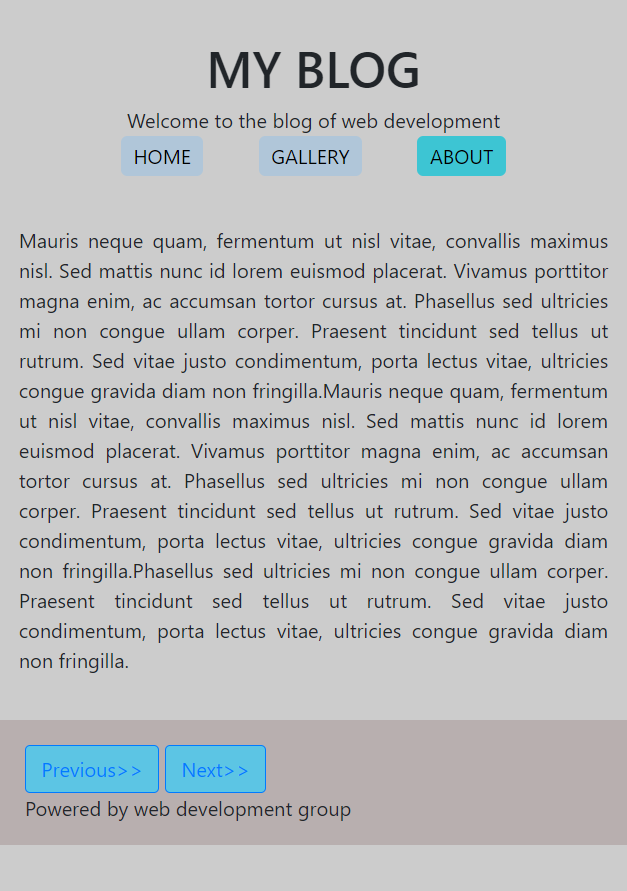 MY BLOG
Welcome to the blog of web development
HOME GALLERY ABOUT
Mauris neque quam, fermentum ut nisl vitae, convallis maximus
nisl. Sed mattis nunc id lorem euismod placerat. Vivamus porttitor
magna enim, ac accumsan tortor cursus at. Phasellus sed ultricies
mi non congue ullam corper. Praesent tincidunt sed tellus ut
rutrum. Sed vitae justo condimentum, porta lectus vitae, ultricies
congue gravida diam non fringilla.Mauris neque quam, fermentum
ut nisl vitae, convallis maximus nisl. Sed mattis nunc id lorem
euismod placerat. Vivamus porttitor magna enim, ac accumsan
tortor cursus at. Phasellus sed ultricies mi non congue ullam
corper. Praesent tincidunt sed tellus ut rutrum. Sed vitae justo
condimentum, porta lectus vitae, ultricies congue gravida diam
non fringilla.Phasellus sed ultricies mi non congue ullam corper.
Praesent tincidunt sed tellus ut rutrum. Sed vitae justo
condimentum, porta lectus vitae, ultricies congue gravida diam
non fringilla.
Previous>> Next>>
Powered by web development group